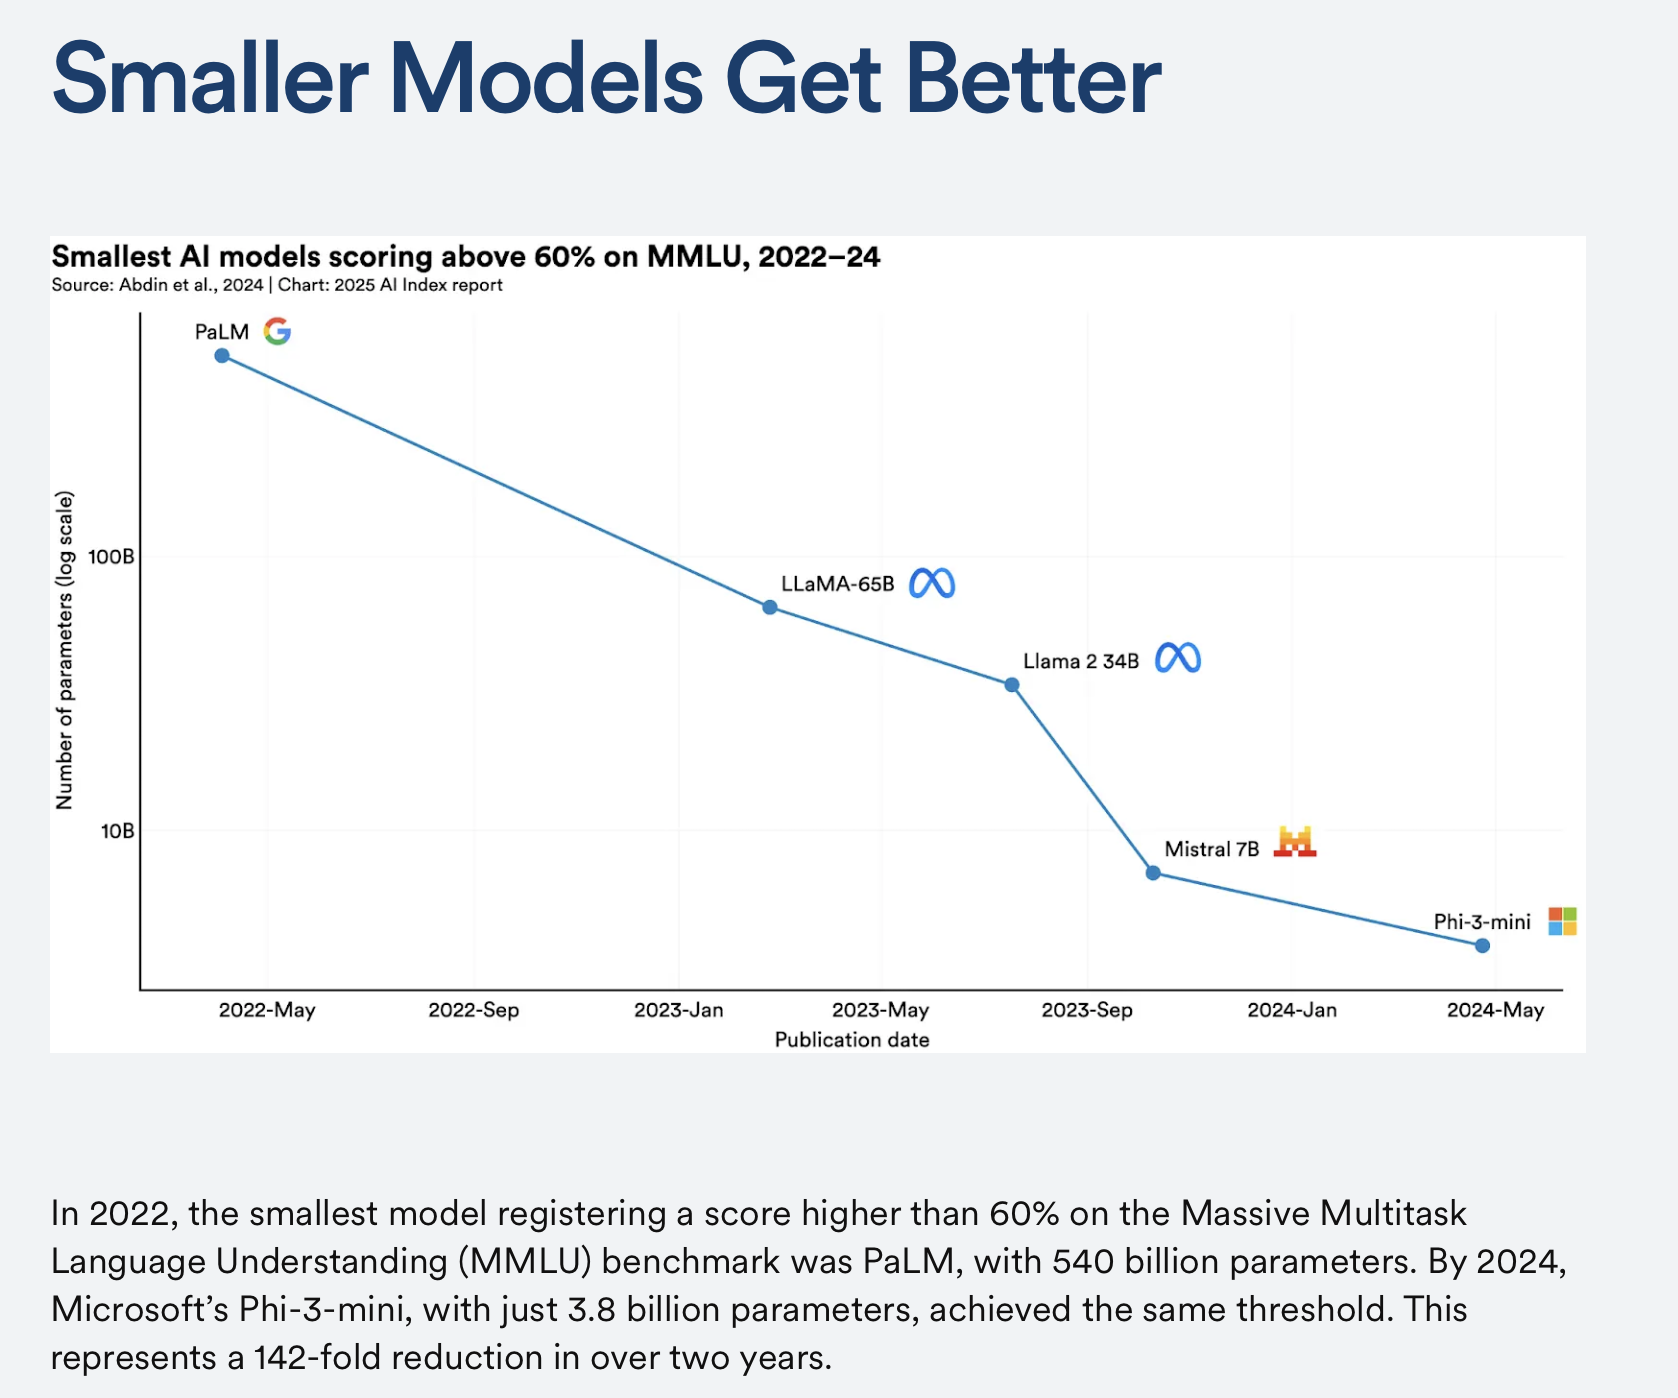 Smaller Models Get Better
Smallest AI models scoring above 60% on MMLU, 2022–24
Source: Abdin et al., 2024 | Chart: 2025 AI Index report
Number of parameters (log scale)
100B
10B
PaLM
LLaMA-65B
Llama 2 34B
Mistral 7B
Phi-3-mini
2022-May
2022-Sep
2023-Jan
2023-May
2023-Sep
2024-Jan
2024-May
Publication date
In 2022, the smallest model registering a score higher than 60% on the Massive Multitask
Language Understanding (MMLU) benchmark was PaLM, with 540 billion parameters. By 2024,
Microsoft’s Phi-3-mini, with just 3.8 billion parameters, achieved the same threshold. This
represents a 142-fold reduction in over two years.